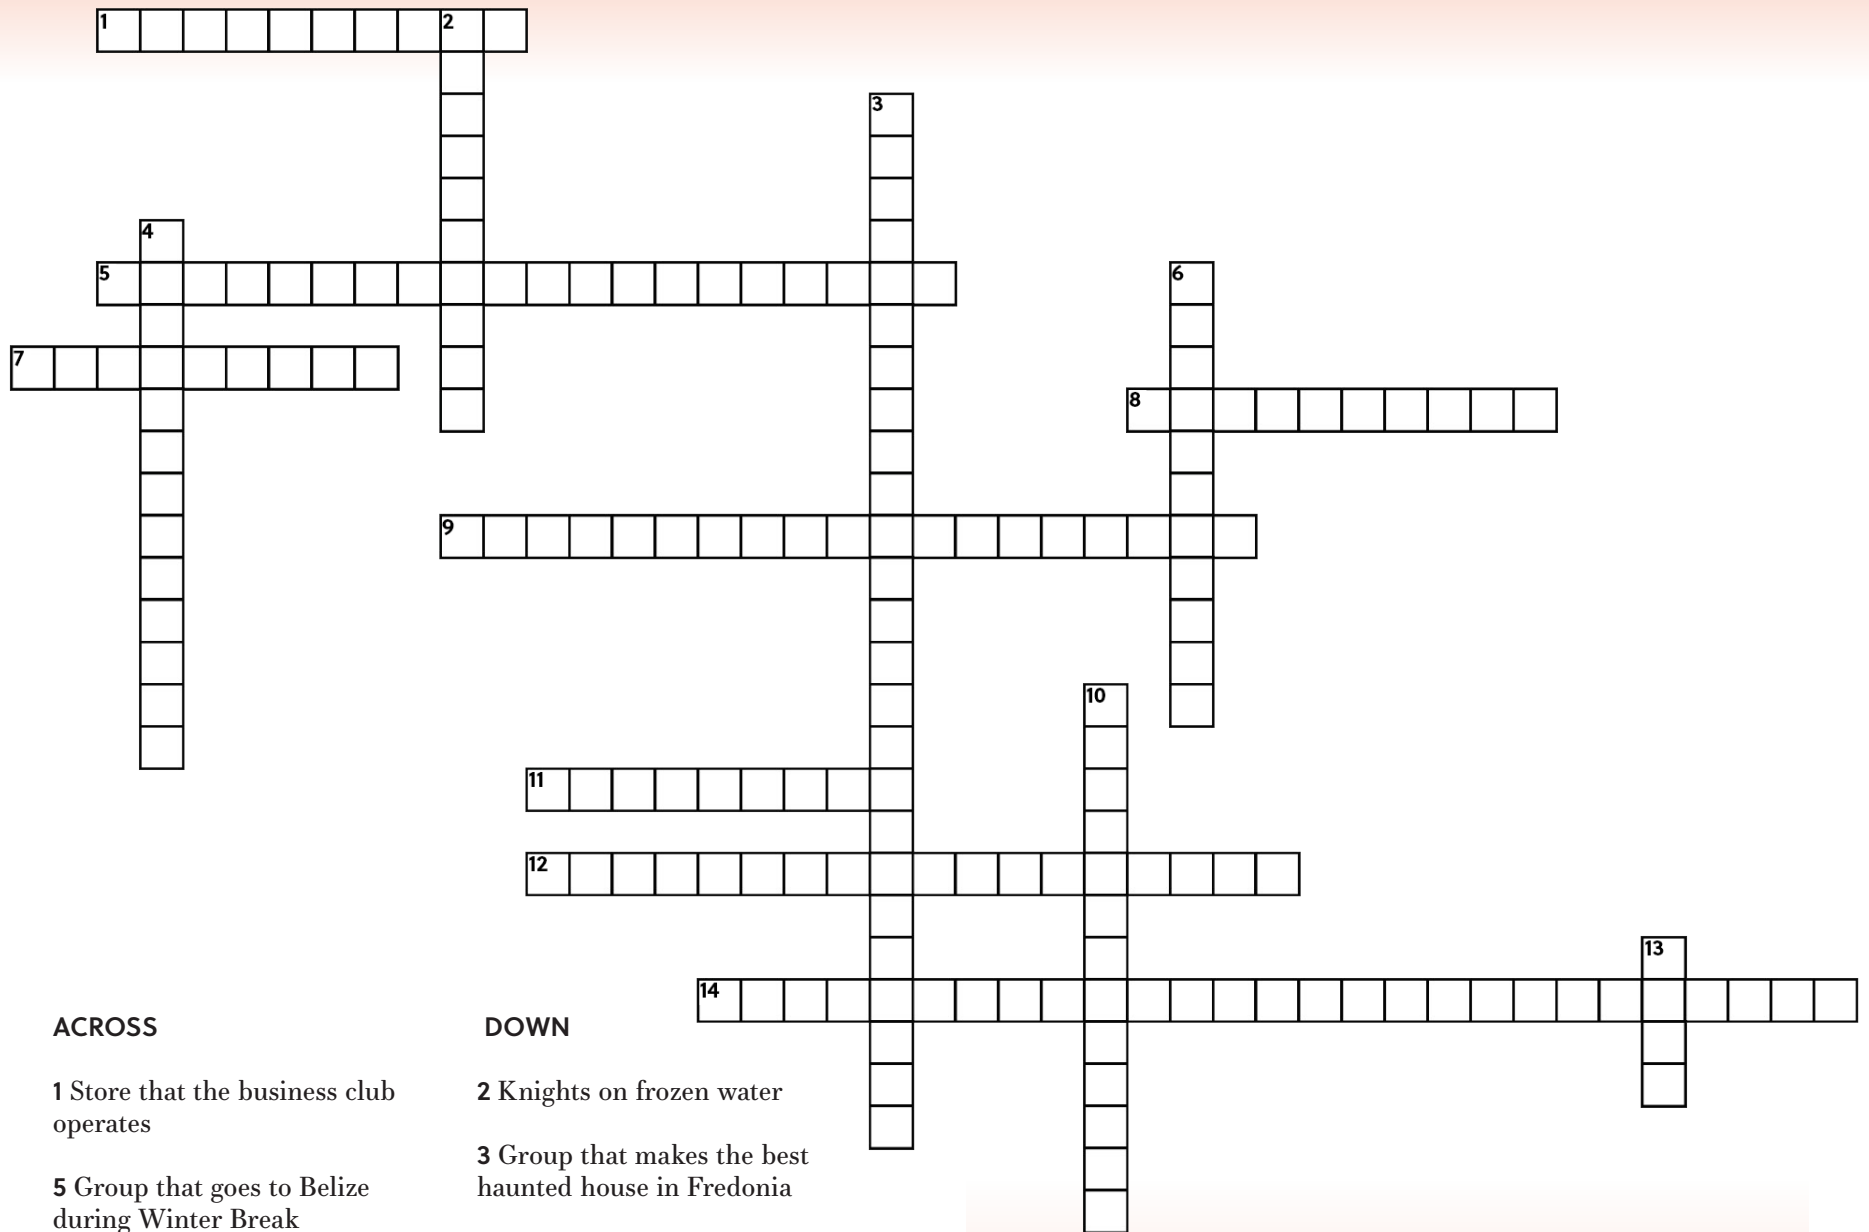 1
2
3
4
5
6
7
8
9
10
11
12
13
14
ACROSS
1 Store that the business club
operates
5 Group that goes to Belize
during Winter Break
DOWN
2 Knights on frozen water
3 Group that makes the best
haunted house in Fredonia